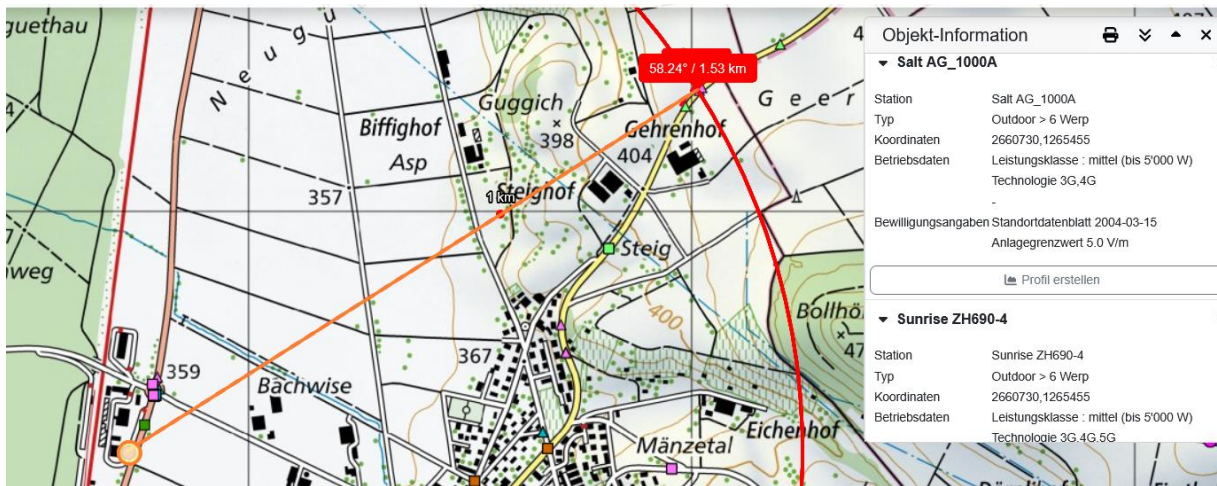 guethau
Neugu
58.24° / 1.53 km
Guggich
398
Biffighof
Asp
Gehrenhof
404
Geer
357
Steighof
1 km
Steig
weg
400
Bollhö
47
367
359
Bachwise
Mänzetal
Eichenhof
Objekt-Information
Salt AG_1000A
Station Salt AG_1000A
Typ Outdoor > 6 Werp
Koordinaten 2660730,1265455
Betriebsdaten Leistungsklasse : mittel (bis 5'000 W)
Technologie 3G,4G
-
Bewilligungsangaben Standortdatenblatt 2004-03-15
Anlagegrenzwert 5.0 V/m
Profil erstellen
Sunrise ZH690-4
Station Sunrise ZH690-4
Typ Outdoor > 6 Werp
Koordinaten 2660730,1265455
Betriebsdaten Leistungsklasse : mittel (bis 5'000 W)
Technologie 3G,4G,5G